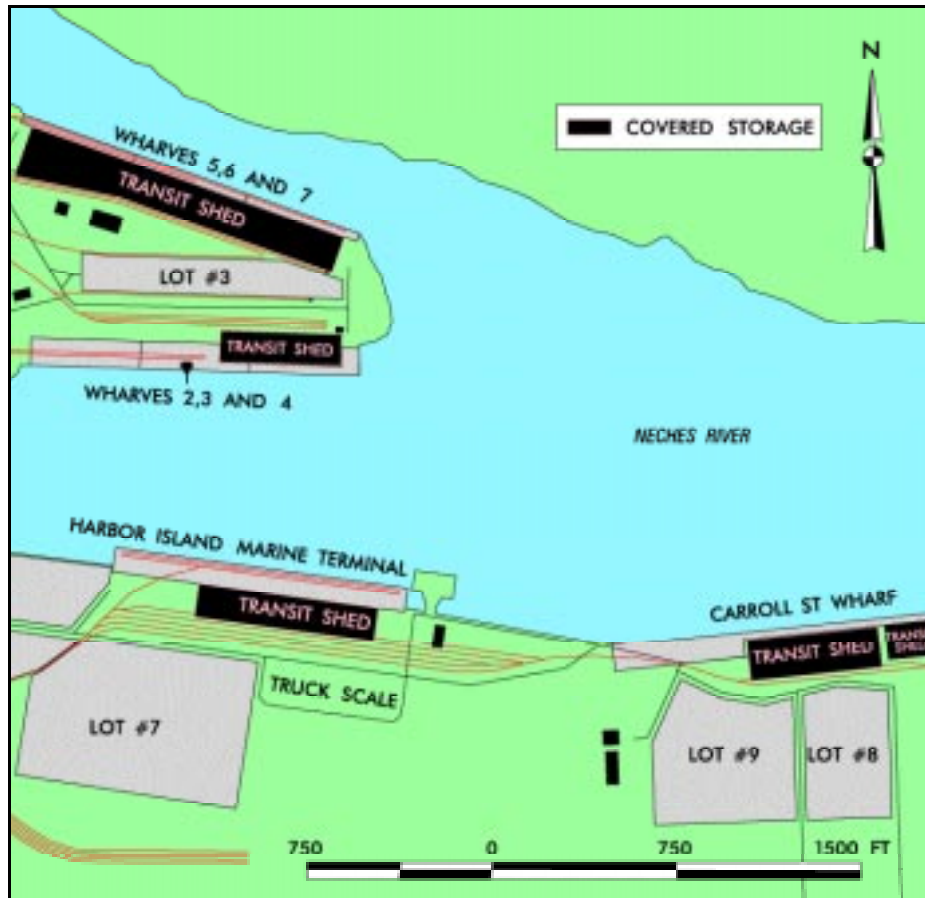 N
COVERED STORAGE
WHARVES 5,6 AND 7
TRANSIT SHED
LOT #3
TRANSIT SHED
WHARVES 2,3 AND 4
NECHES RIVER
HARBOR ISLAND MARINE TERMINAL
TRANSIT SHED
CARROLL ST WHARF
TRANSIT SHED
TRUCK SCALE
LOT #7
LOT #9
LOT #8
750 0 750 1500 FT